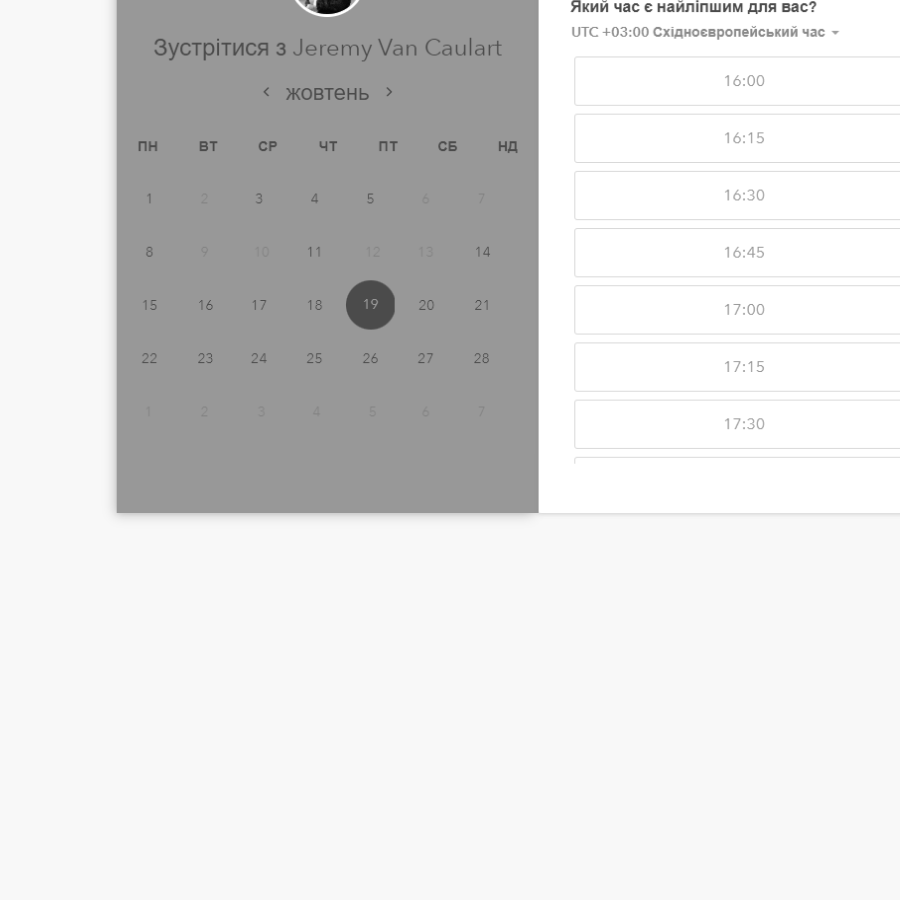 Зустрітися з Jeremy Van Caulart
‹ жовтень ›
ПН ВТ СР ЧТ ПТ СБ НД
1 2 3 4 5 6 7
8 9 10 11 12 13 14
15 16 17 18 19 20 21
22 23 24 25 26 27 28
1 2 3 4 5 6 7
Який час є найліпшим для вас?
UTC +03:00 Східноєвропейський час
16:00
16:15
16:30
16:45
17:00
17:15
17:30